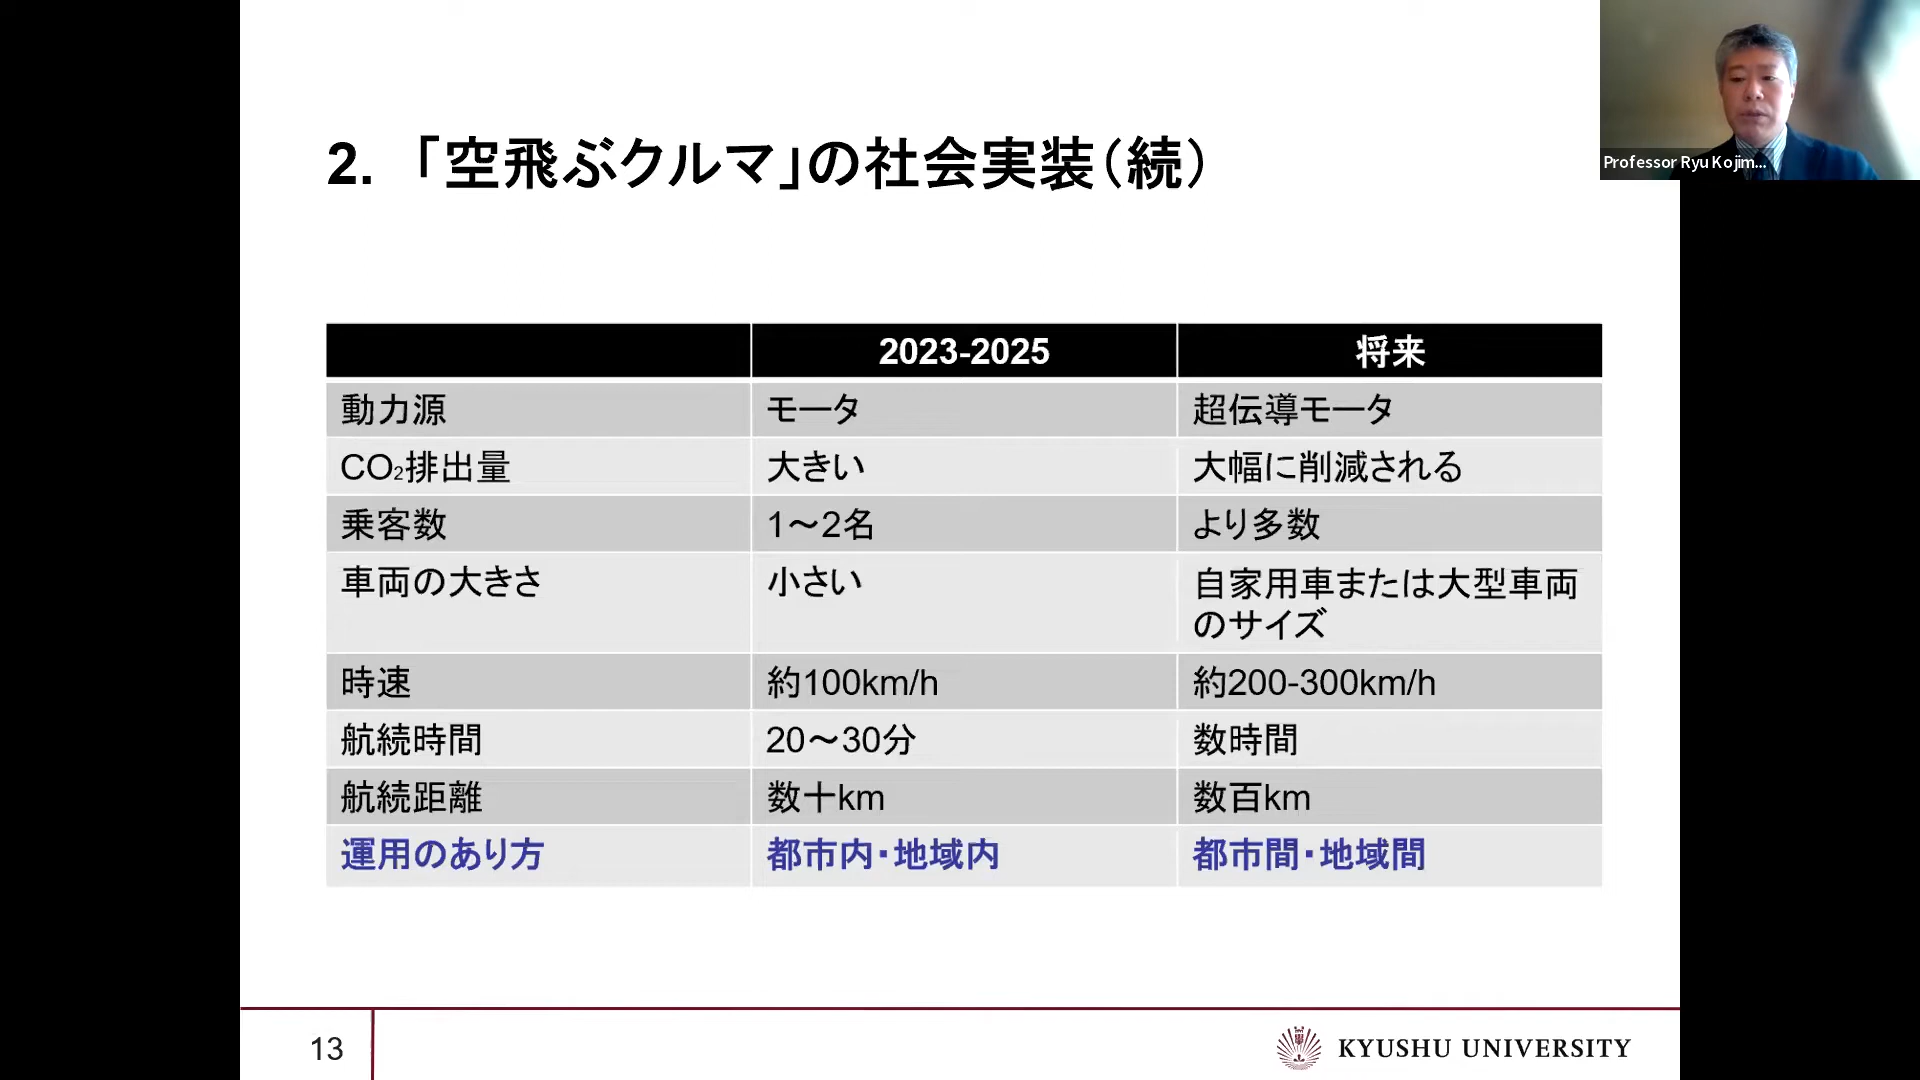 Professor Ryu Kojim...
2. 「空飛ぶクルマ」の社会実装(続)
2023-2025 将来
動力源 モータ 超伝導モータ
CO₂排出量 大きい 大幅に削減される
乗客数 1〜2名 より多数
車両の大きさ 小さい 自家用車または大型車両
のサイズ
時速 約100km/h 約200-300km/h
航続時間 20〜30分 数時間
航続距離 数十km 数百km
運用のあり方 都市内・地域内 都市間・地域間
13
KYUSHU UNIVERSITY